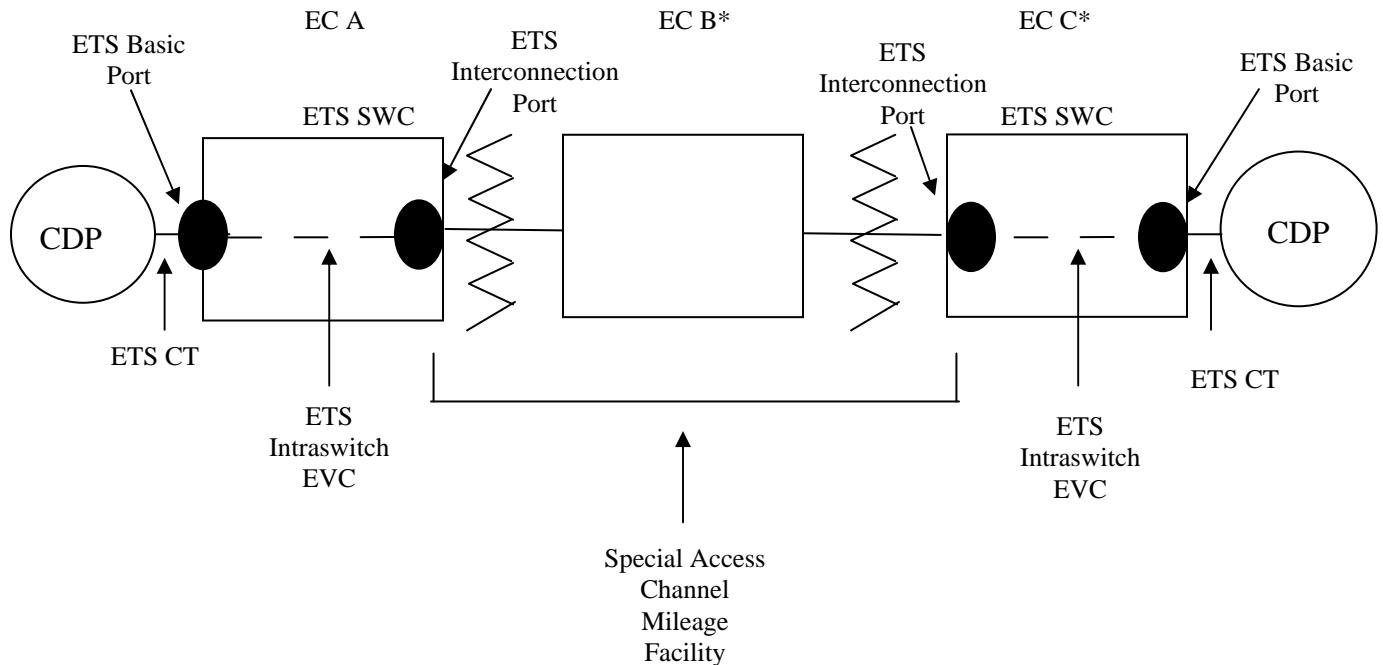 EC A
EC B*
EC C*
ETS Basic
Port
ETS
Interconnection
Port
ETS
Interconnection
Port
ETS Basic
Port
ETS SWC
ETS SWC
CDP
CDP
ETS CT
ETS
Intraswitch
EVC
ETS
Intraswitch
EVC
ETS CT
Special Access
Channel
Mileage
Facility